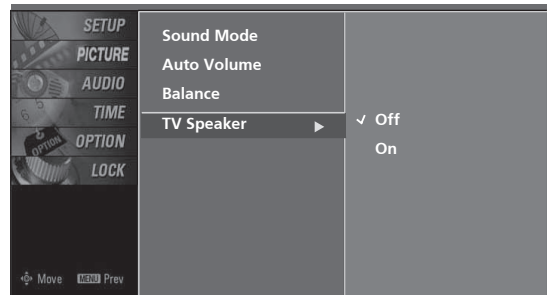 SETUP
PICTURE
AUDIO
TIME
OPTION
LOCK
Move MENU Prev
Sound Mode
Auto Volume
Balance
TV Speaker ▶
✓ Off
On